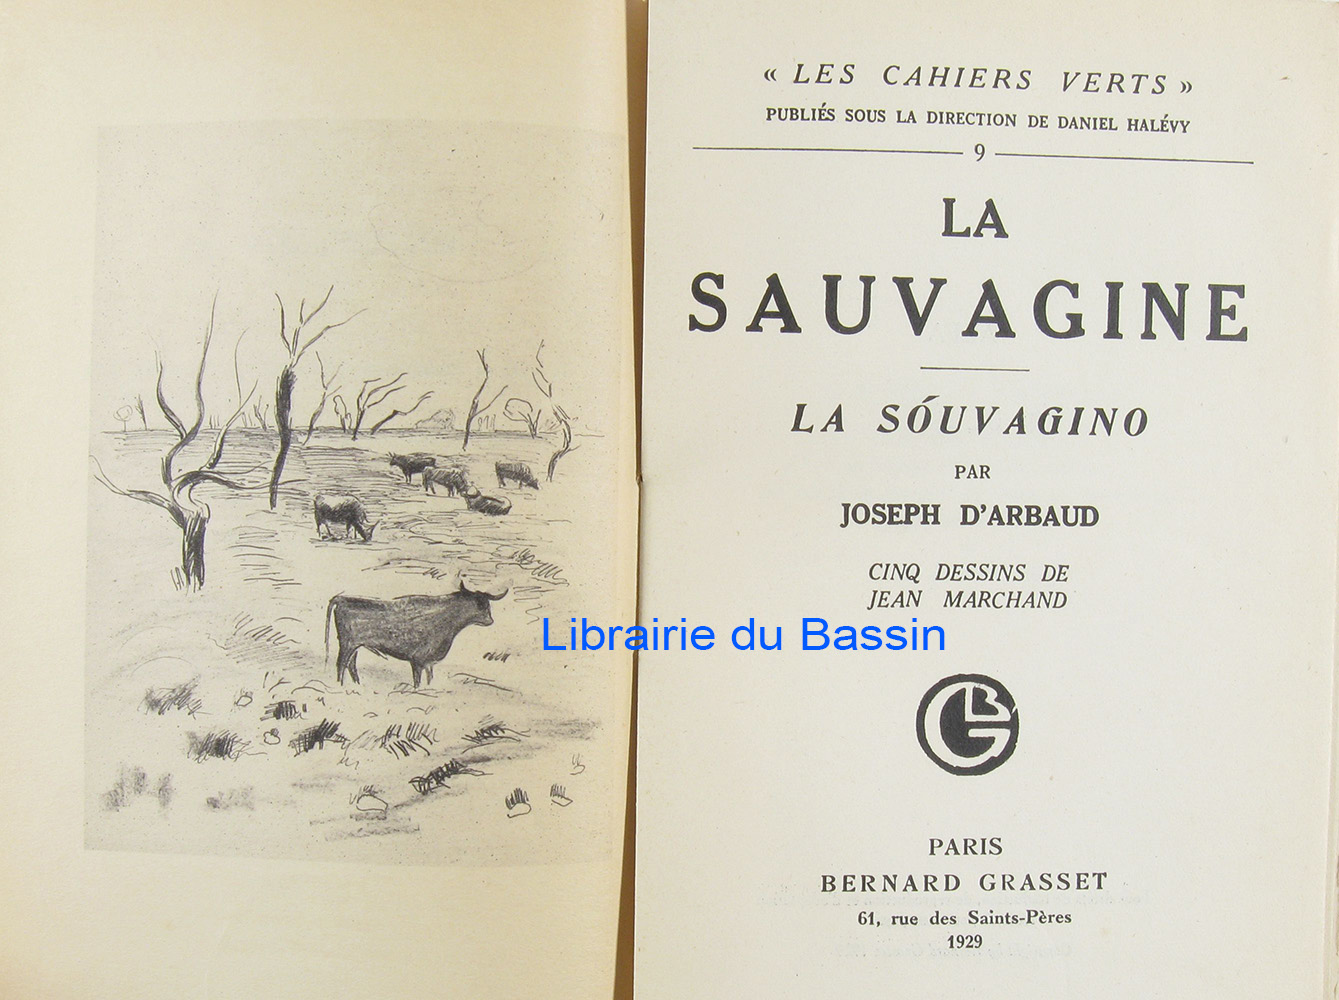 « LES CAHIERS VERTS »
PUBLIÉS SOUS LA DIRECTION DE DANIEL HALÉVY
9
LA
SAUVAGINE
LA SÓUVAGINO
PAR
JOSEPH D'ARBAUD
CINQ DESSINS DE
JEAN MARCHAND
Librairie du Bassin
GLB
PARIS
BERNARD GRASSET
61, rue des Saints-Pères
1929